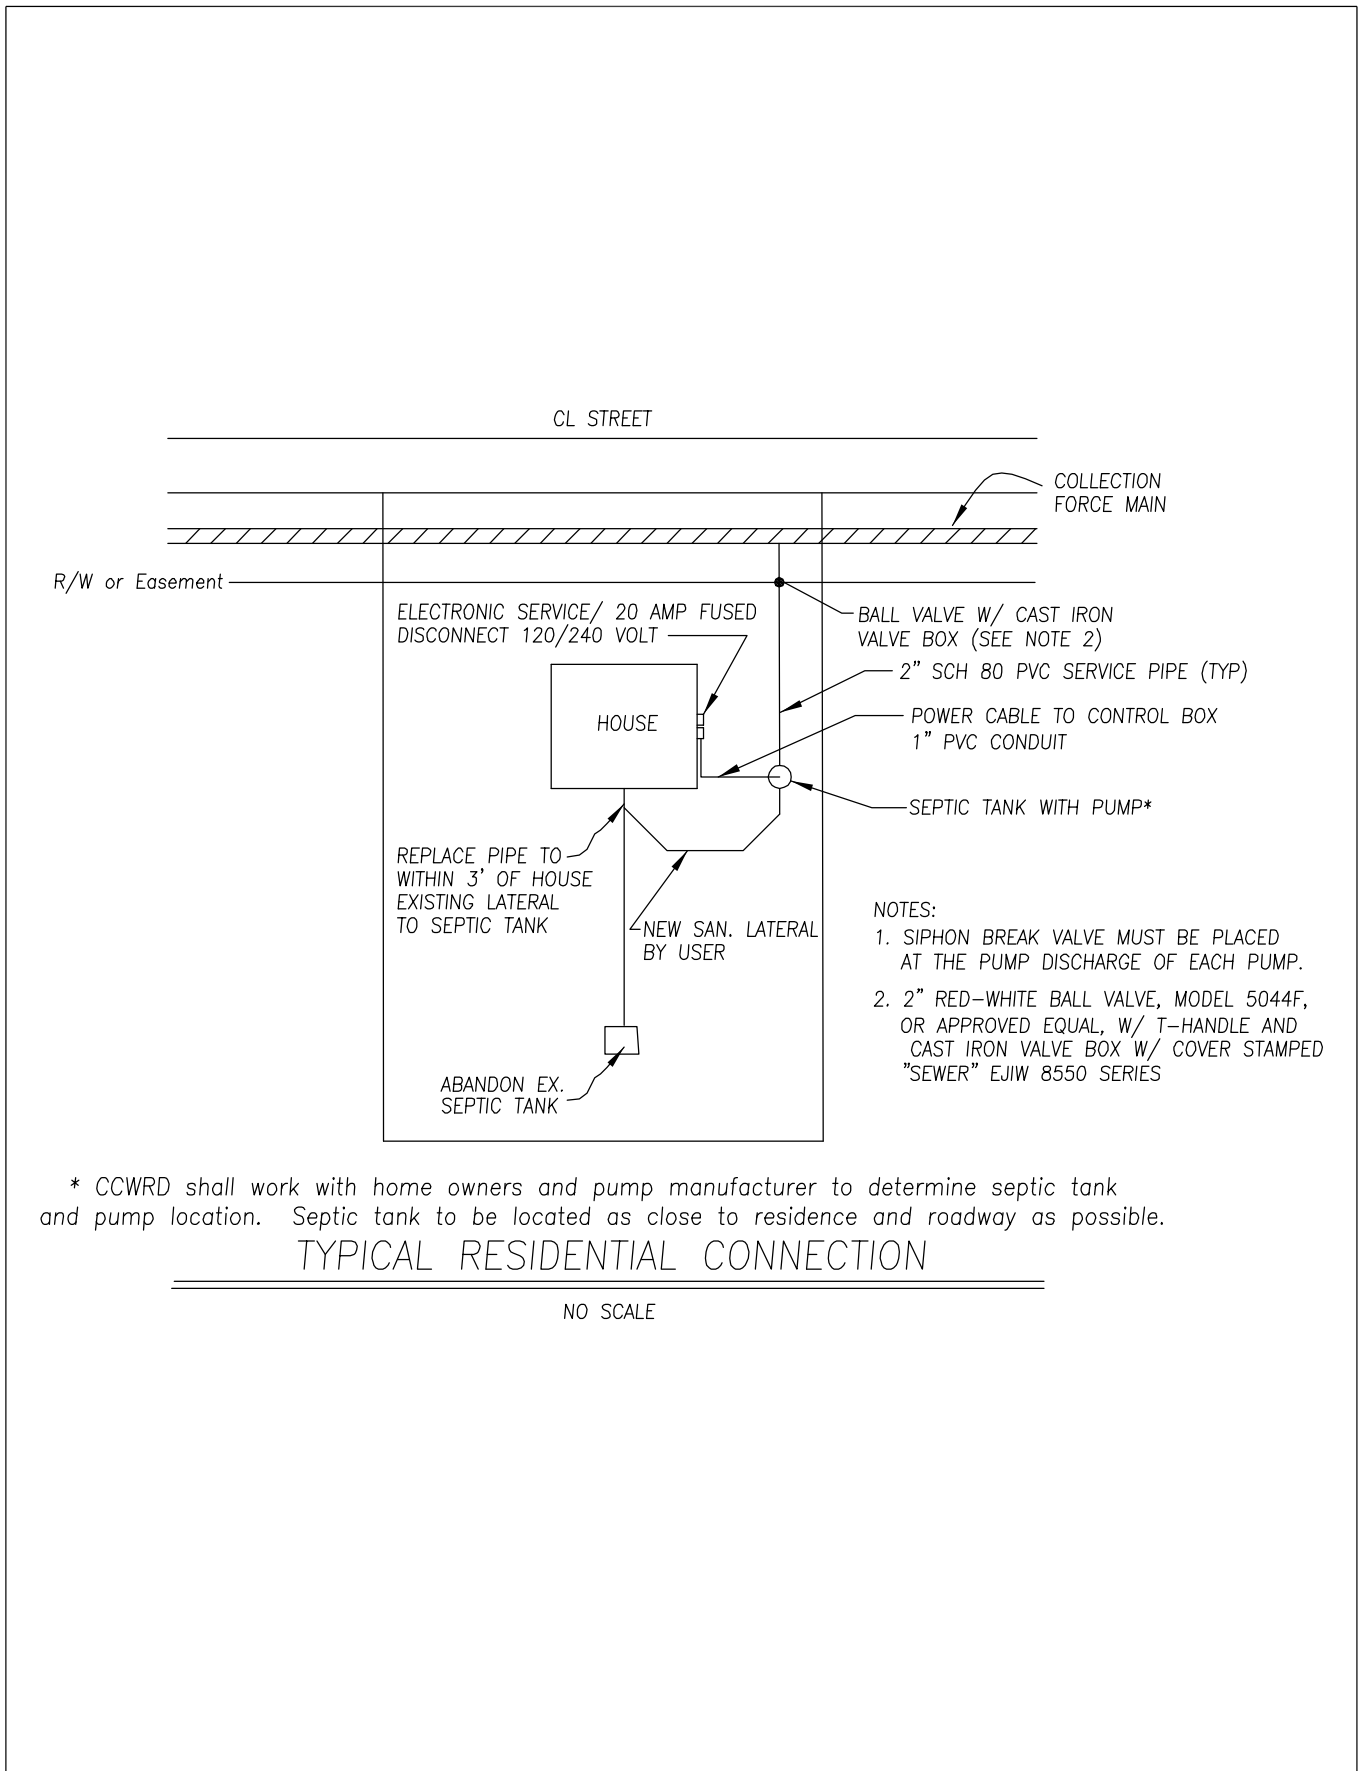 CL STREET
COLLECTION
FORCE MAIN
R/W or Easement
ELECTRONIC SERVICE/ 20 AMP FUSED
DISCONNECT 120/240 VOLT
BALL VALVE W/ CAST IRON
VALVE BOX (SEE NOTE 2)
2" SCH 80 PVC SERVICE PIPE (TYP)
HOUSE
POWER CABLE TO CONTROL BOX
1" PVC CONDUIT
SEPTIC TANK WITH PUMP*
REPLACE PIPE TO
WITHIN 3' OF HOUSE
EXISTING LATERAL
TO SEPTIC TANK
NEW SAN. LATERAL
BY USER
NOTES:
1. SIPHON BREAK VALVE MUST BE PLACED
AT THE PUMP DISCHARGE OF EACH PUMP.
2. 2" RED-WHITE BALL VALVE, MODEL 5044F,
OR APPROVED EQUAL, W/ T-HANDLE AND
CAST IRON VALVE BOX W/ COVER STAMPED
"SEWER" EJIW 8550 SERIES
ABANDON EX.
SEPTIC TANK
* CCWRD shall work with home owners and pump manufacturer to determine septic tank
and pump location. Septic tank to be located as close to residence and roadway as possible.
TYPICAL RESIDENTIAL CONNECTION
NO SCALE